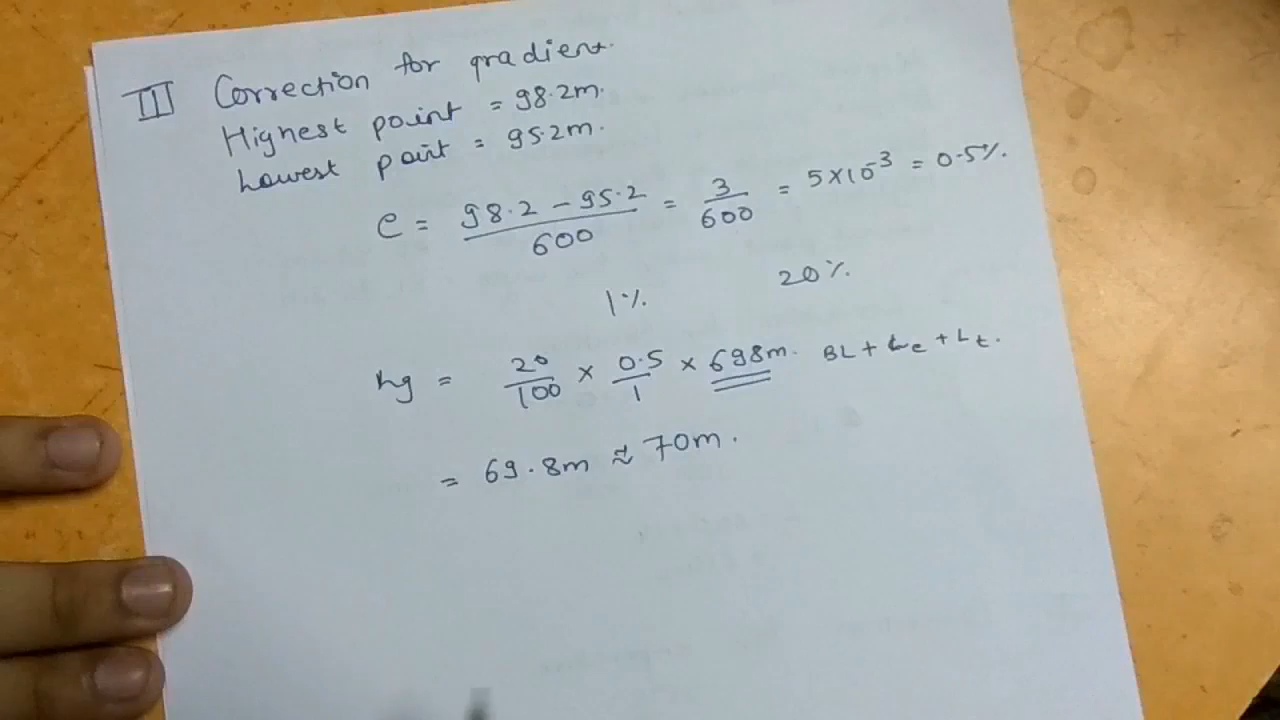 III Correction for gradient.
Highest point = 98.2m.
Lowest point = 95.2m.
e = 98.2 - 95.2 / 600 = 3 / 600 = 5×10⁻³ = 0.5%
1% 20%
hg = 20 / 100 × 0.5 / 1 × 698m. BL + Le + Lt.
= 69.8m ≈ 70m.